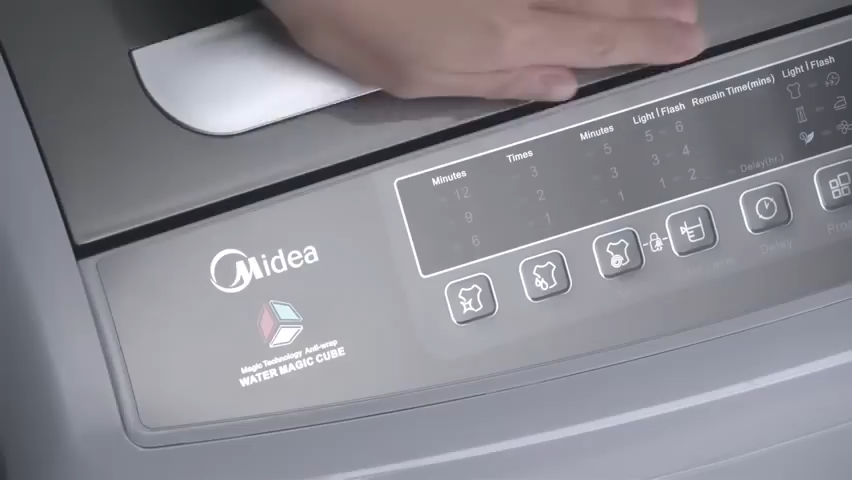 Midea
Magic Technology Anti-wrap
WATER MAGIC CUBE
Minutes
12
9
6
Times
3
2
1
Minutes
5
3
1
Light | Flash
5 - 6
3 - 4
1 - 2
Remain Time(mins)
Delay(hr.)
Light | Flash
Delay